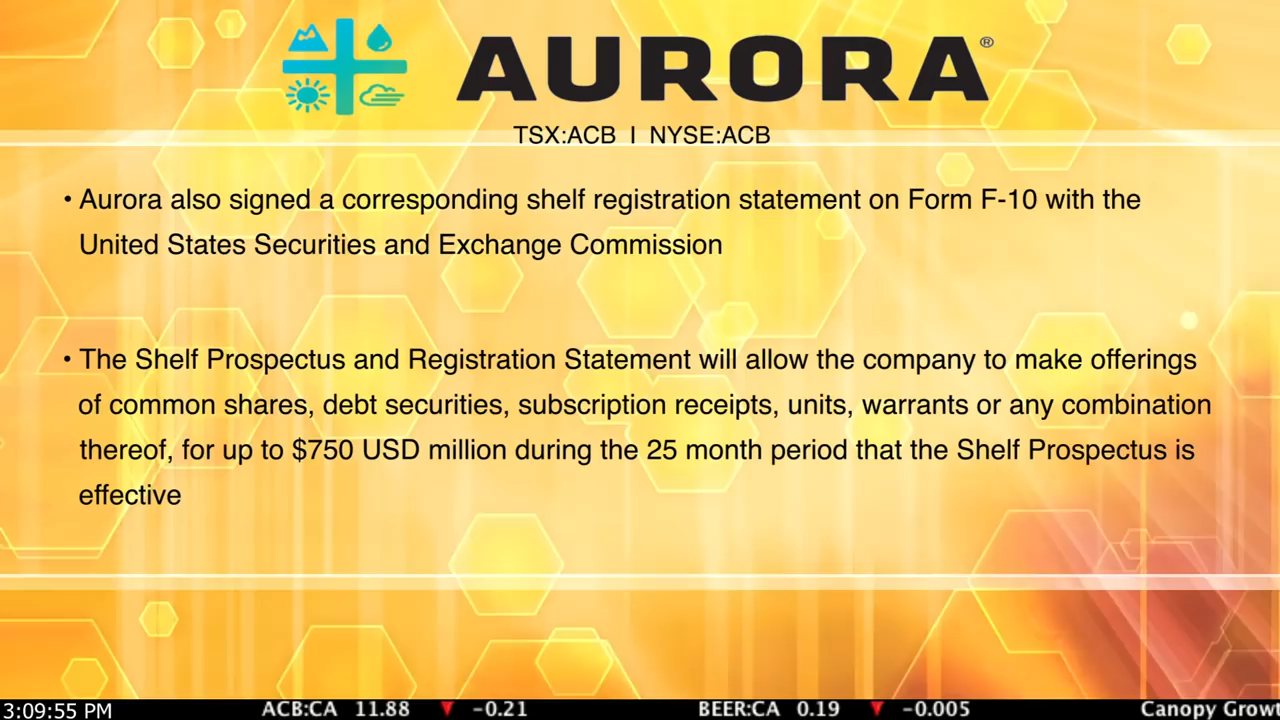 AURORA®
TSX:ACB I NYSE:ACB
• Aurora also signed a corresponding shelf registration statement on Form F-10 with the
United States Securities and Exchange Commission
• The Shelf Prospectus and Registration Statement will allow the company to make offerings
of common shares, debt securities, subscription receipts, units, warrants or any combination
thereof, for up to $750 USD million during the 25 month period that the Shelf Prospectus is
effective
3:09:55 PM ACB:CA 11.88 ▼ -0.21 BEER:CA 0.19 ▼ -0.005 Canopy Growt